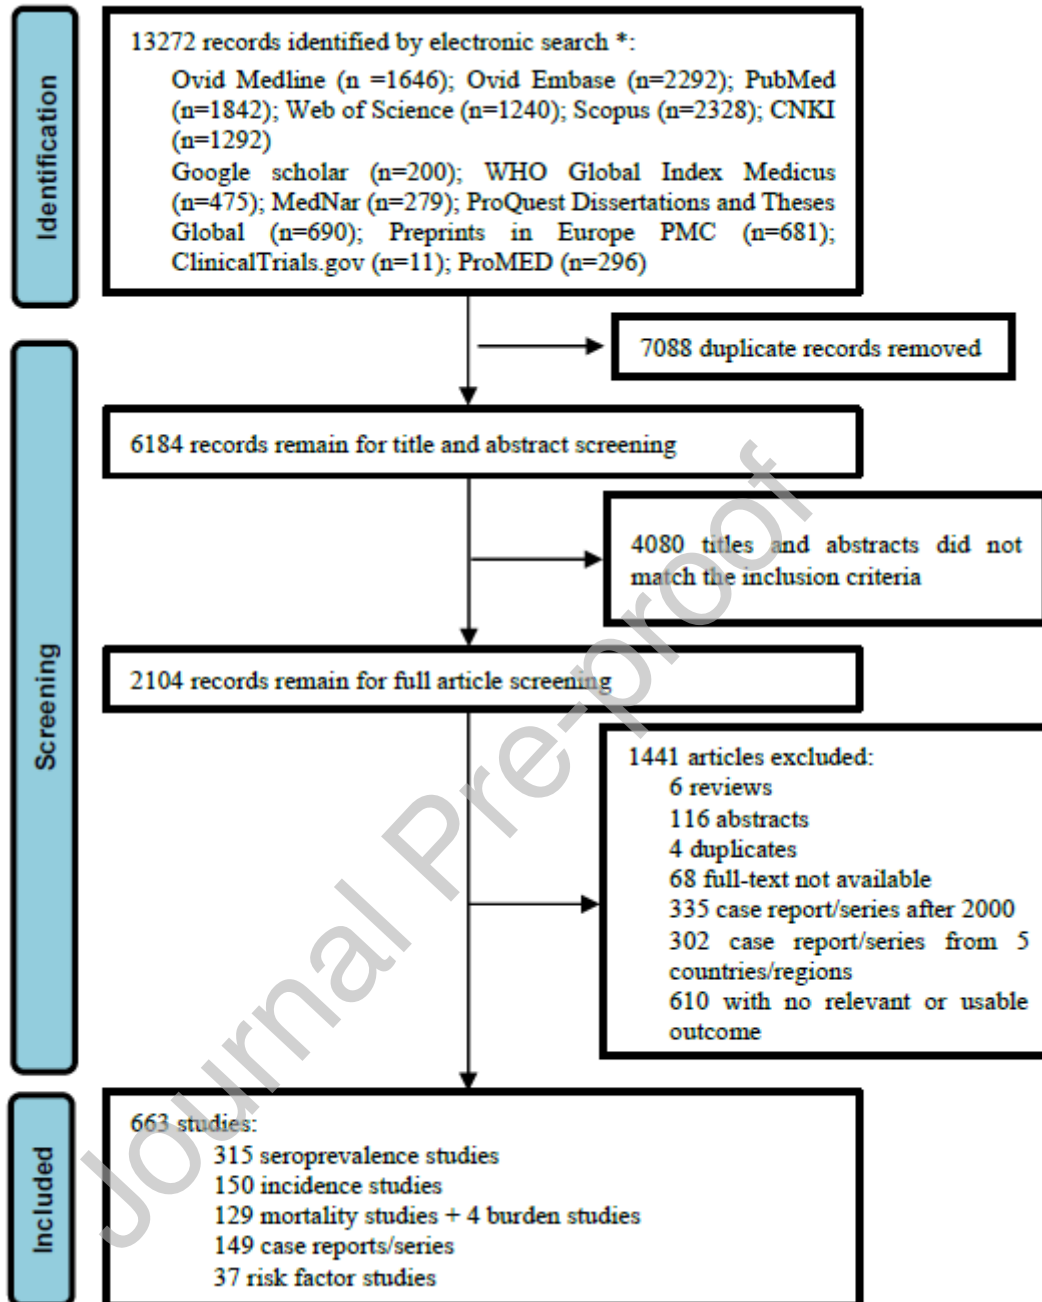 Identification
13272 records identified by electronic search *:
Ovid Medline (n =1646); Ovid Embase (n=2292); PubMed
(n=1842); Web of Science (n=1240); Scopus (n=2328); CNKI
(n=1292)
Google scholar (n=200); WHO Global Index Medicus
(n=475); MedNar (n=279); ProQuest Dissertations and Theses
Global (n=690); Preprints in Europe PMC (n=681);
ClinicalTrials.gov (n=11); ProMED (n=296)
7088 duplicate records removed
Screening
6184 records remain for title and abstract screening
4080 titles and abstracts did not
match the inclusion criteria
2104 records remain for full article screening
1441 articles excluded:
6 reviews
116 abstracts
4 duplicates
68 full-text not available
335 case report/series after 2000
302 case report/series from 5
countries/regions
610 with no relevant or usable
outcome
Included
663 studies:
315 seroprevalence studies
150 incidence studies
129 mortality studies + 4 burden studies
149 case reports/series
37 risk factor studies
Journal Pre-proof